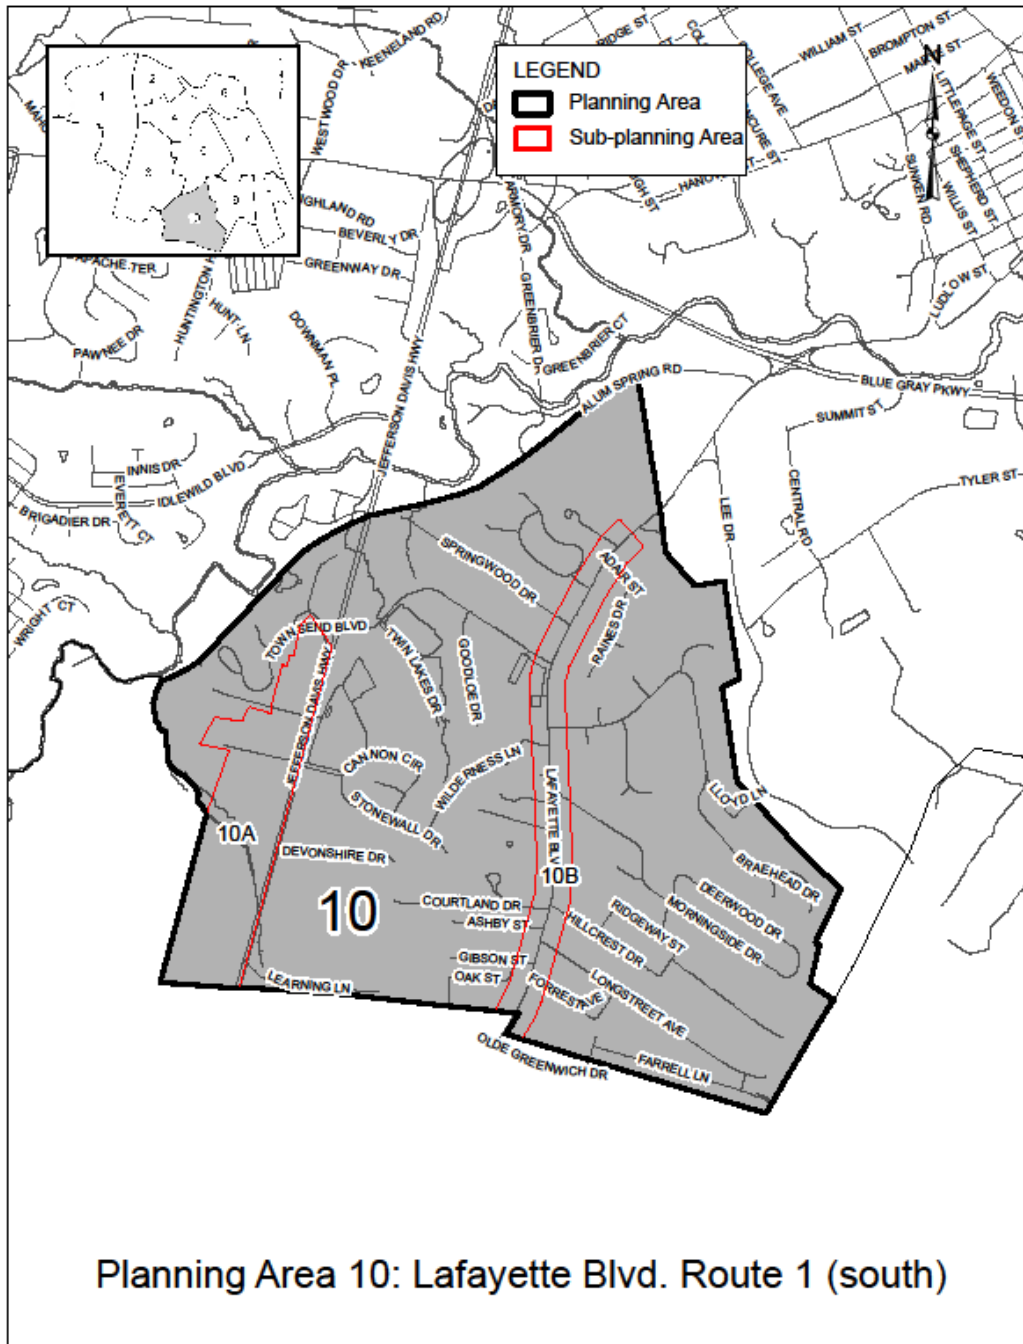 KEENELAND RD
WESTWOOD DR
RIDGE ST
COLLEGE AVE
WILLIAM ST
BROMPTON ST
MARYE ST
N
LITTLEPAGE ST
WEEDON ST
SHEPHERD ST
WILLIS ST
SUNKEN RD
LUDLOW ST
LEGEND
Planning Area
Sub-planning Area
1
2
ARMORY DR
BEVERLY DR
GREENWAY DR
APACHE TER
HUNT LN
PAWNEE DR
DOWNMAN PL
JEFFERSON DAVIS HWY
GREENBRIER DR
GREENBRIER CT
ALUM SPRING RD
BLUE GRAY PKWY
SUMMIT ST
TYLER ST
CENTRAL RD
LEE DR
INNIS DR
IDLEWILD BLVD
EVERETT CT
BRIGADIER DR
WRIGHT CT
SPRINGWOOD DR
ADAIR ST
RAINES DR
TOWNSEND BLVD
TWIN LAKES DR
GOODLOE DR
JEFFERSON DAVIS HWY
CANNON CIR
WILDERNESS LN
STONEWALL DR
LAFAYETTE BLVD
LLOYD LN
10A
DEVONSHIRE DR
10B
BRAEHEAD DR
DEERWOOD DR
MORNINGSIDE DR
10
COURTLAND DR
ASHBY ST
RIDGEWAY ST
HILLCREST DR
GIBSON ST
OAK ST
LEARNING LN
FORREST AVE
LONGSTREET AVE
OLDE GREENWICH DR
FARRELL LN
Planning Area 10: Lafayette Blvd. Route 1 (south)